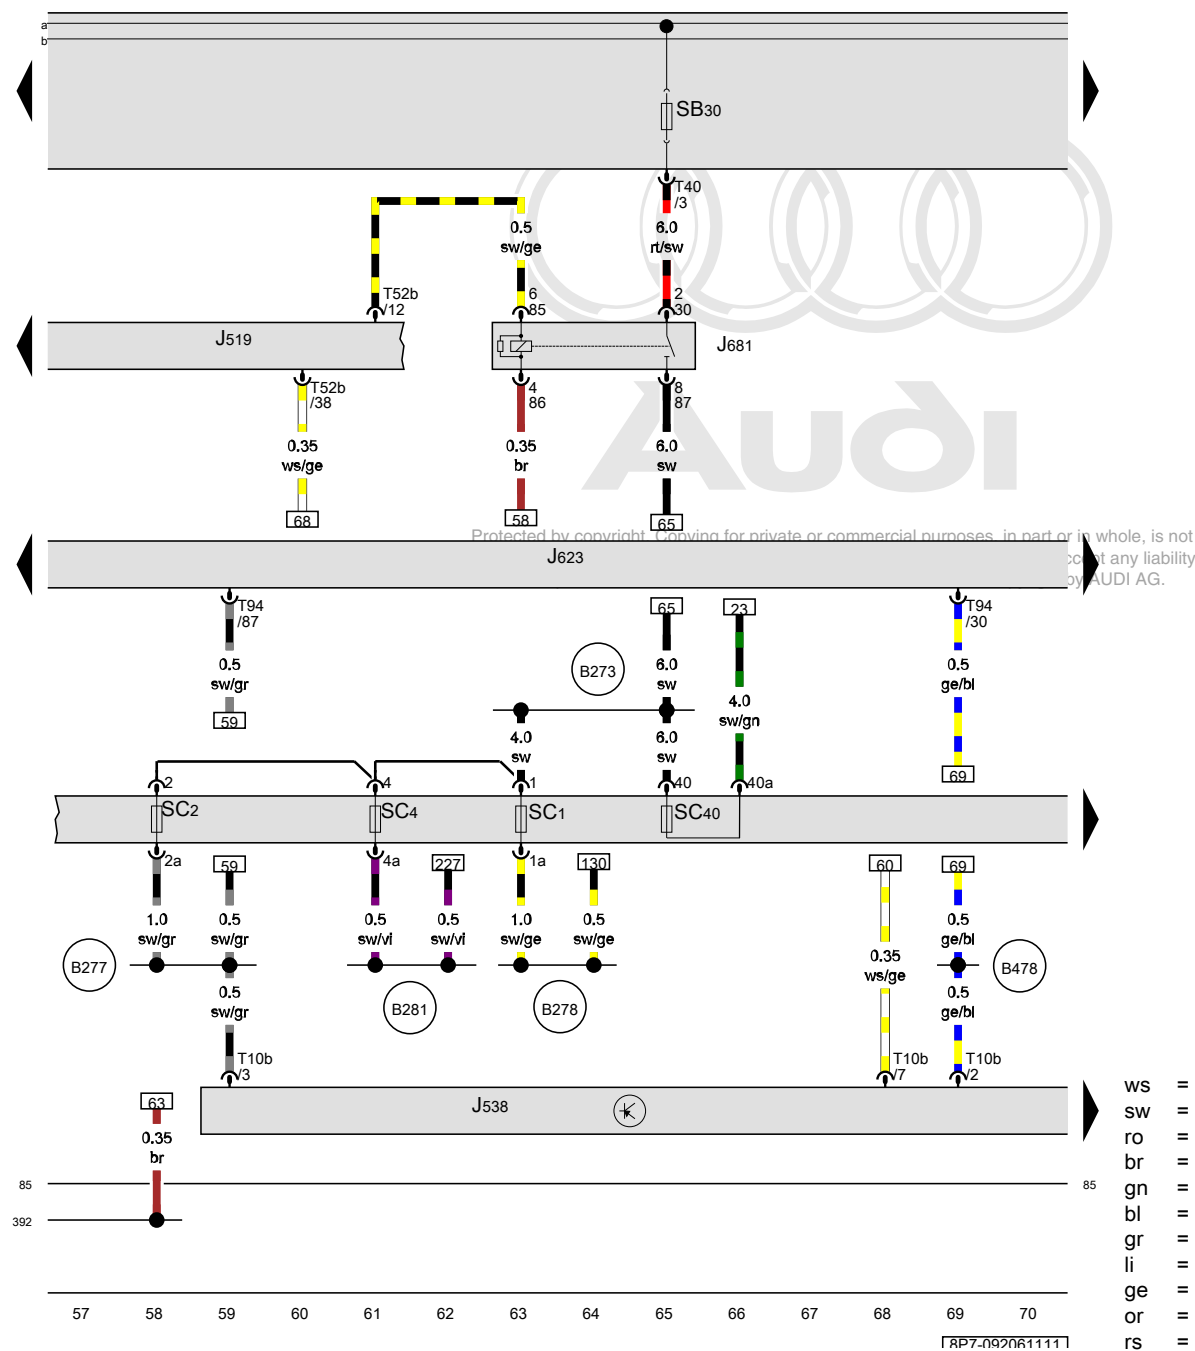 a
b
SB30
T40
/3
0.5
sw/ge
6.0
rt/sw
T52b
/12
6
85
2
30
J519
J681
T52b
/38
4
86
8
87
0.35
ws/ge
0.35
br
6.0
sw
68
58
65
Audi
Protected by copyright. Copying for private or commercial purposes, in part or in whole, is not
any liability
by AUDI AG.
J623
T94
/87
65
23
T94
/30
0.5
sw/gr
B273
6.0
sw
0.5
ge/bl
4.0
sw/gn
59
4.0
sw
6.0
sw
69
2
4
1
40
40a
SC2
SC4
SC1
SC40
2a
59
4a
227
1a
130
60
69
1.0
sw/gr
0.5
sw/gr
0.5
sw/vi
0.5
sw/vi
1.0
sw/ge
0.5
sw/ge
0.5
ge/bl
0.35
ws/ge
B277
B478
0.5
sw/gr
B281
B278
0.5
ge/bl
T10b
/3
T10b
/7
T10b
/2
63
J538
0.35
br
85
85
392
57 58 59 60 61 62 63 64 65 66 67 68 69 70
8P7-092061111
ws =
sw =
ro =
br =
gn =
bl =
gr =
li =
ge =
or =
rs =